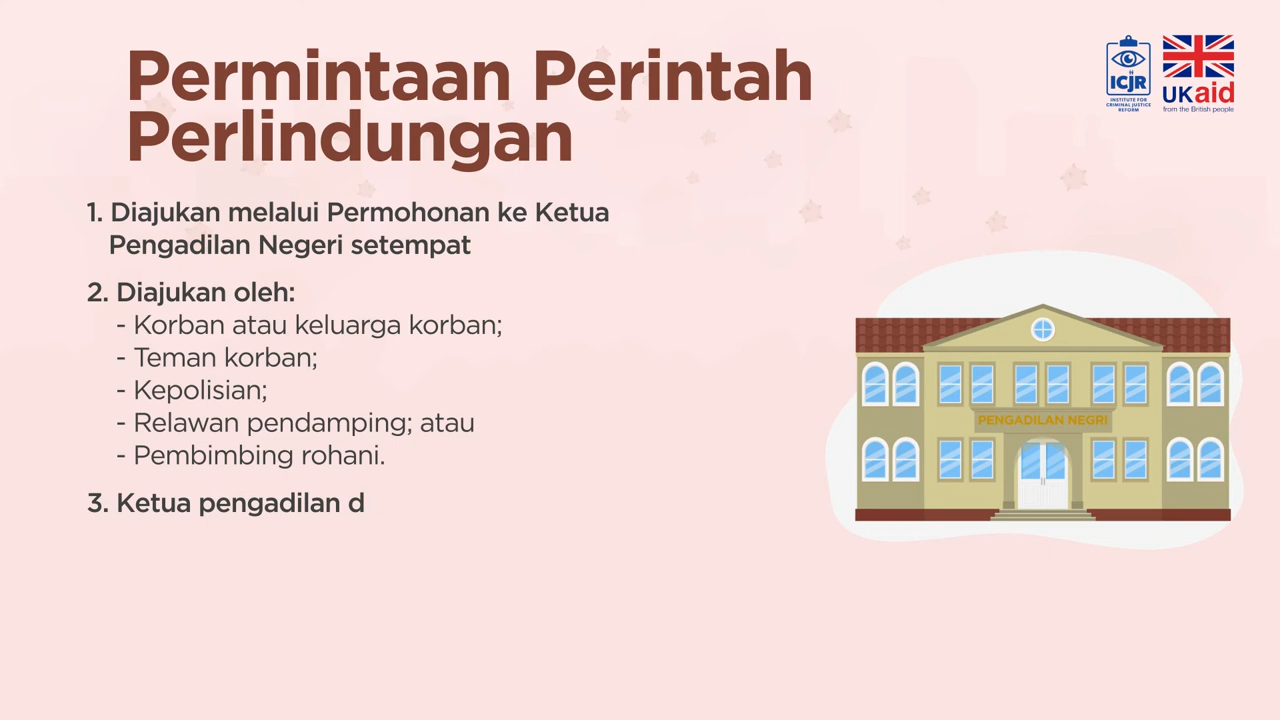 Permintaan Perintah
Perlindungan
ICJR
INSTITUTE FOR
CRIMINAL JUSTICE
REFORM
UKaid
from the British people
1. Diajukan melalui Permohonan ke Ketua
Pengadilan Negeri setempat
2. Diajukan oleh:
- Korban atau keluarga korban;
- Teman korban;
- Kepolisian;
- Relawan pendamping; atau
- Pembimbing rohani.
3. Ketua pengadilan d
PENGADILAN NEGRI